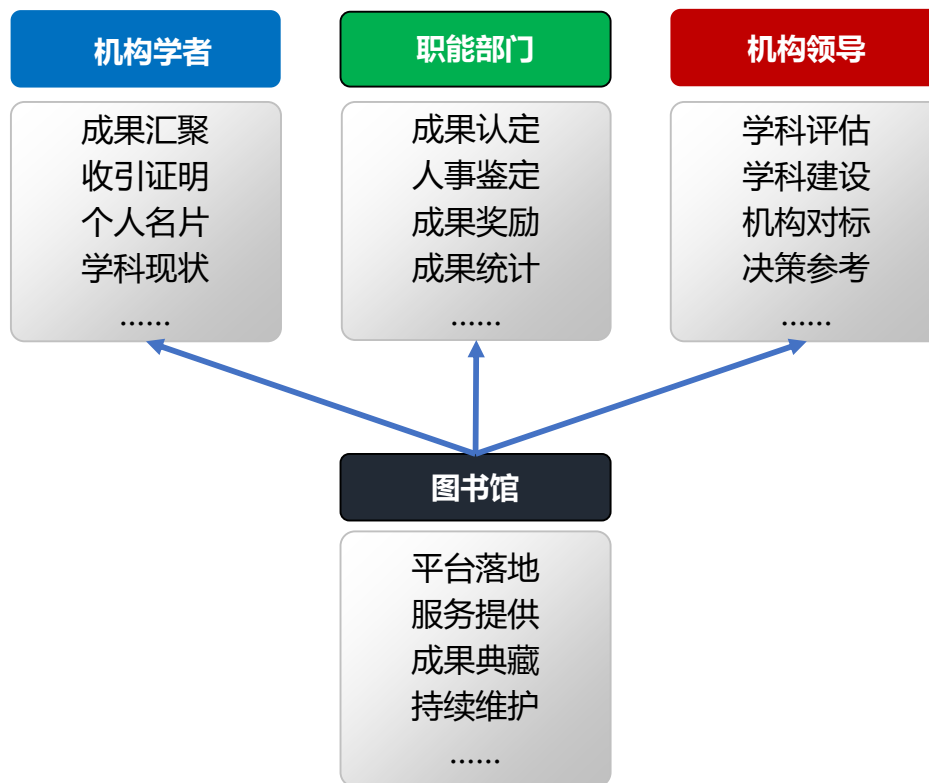 机构学者
成果汇聚
收引证明
个人名片
学科现状
......
职能部门
成果认定
人事鉴定
成果奖励
成果统计
......
机构领导
学科评估
学科建设
机构对标
决策参考
......
图书馆
平台落地
服务提供
成果典藏
持续维护
......